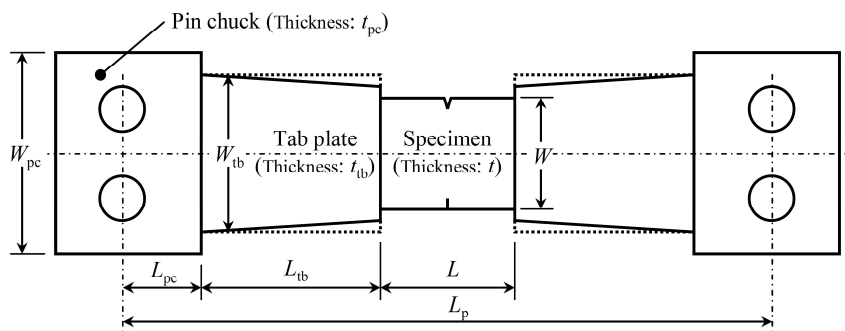 Pin chuck (Thickness: tpc)
Wpc
Wtb
Tab plate
(Thickness: ttb)
Specimen
(Thickness: t)
W
Lpc
Ltb
L
Lp